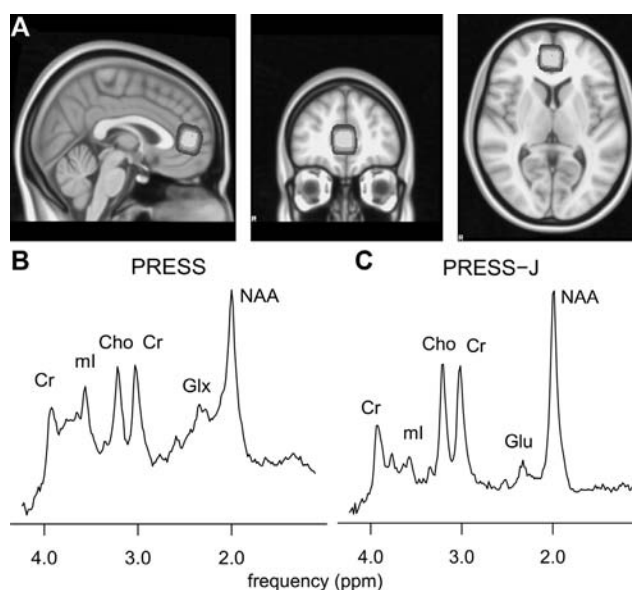 A
B
PRESS
NAA
Cho Cr
mI
Cr
Glx
4.0
3.0
2.0
C
PRESS-J
NAA
Cho
Cr
Cr
mI
Glu
4.0
3.0
2.0
frequency (ppm)